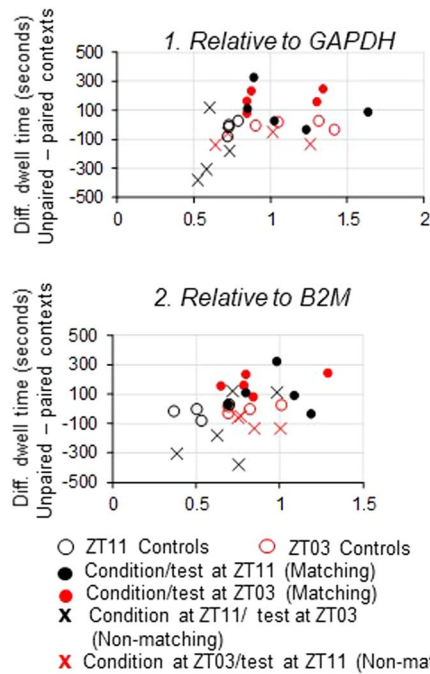 1. Relative to GAPDH
Diff. dwell time (seconds)
Unpaired – paired contexts
500
300
100
-100
-300
-500
0 0.5 1 1.5 2
2. Relative to B2M
Diff. dwell time (seconds)
Unpaired – paired contexts
500
300
100
-100
-300
-500
0 0.5 1 1.5
ZT11 Controls ZT03 Controls
Condition/test at ZT11 (Matching)
Condition/test at ZT03 (Matching)
Condition at ZT11/ test at ZT03
(Non-matching)
Condition at ZT03/test at ZT11 (Non-mat